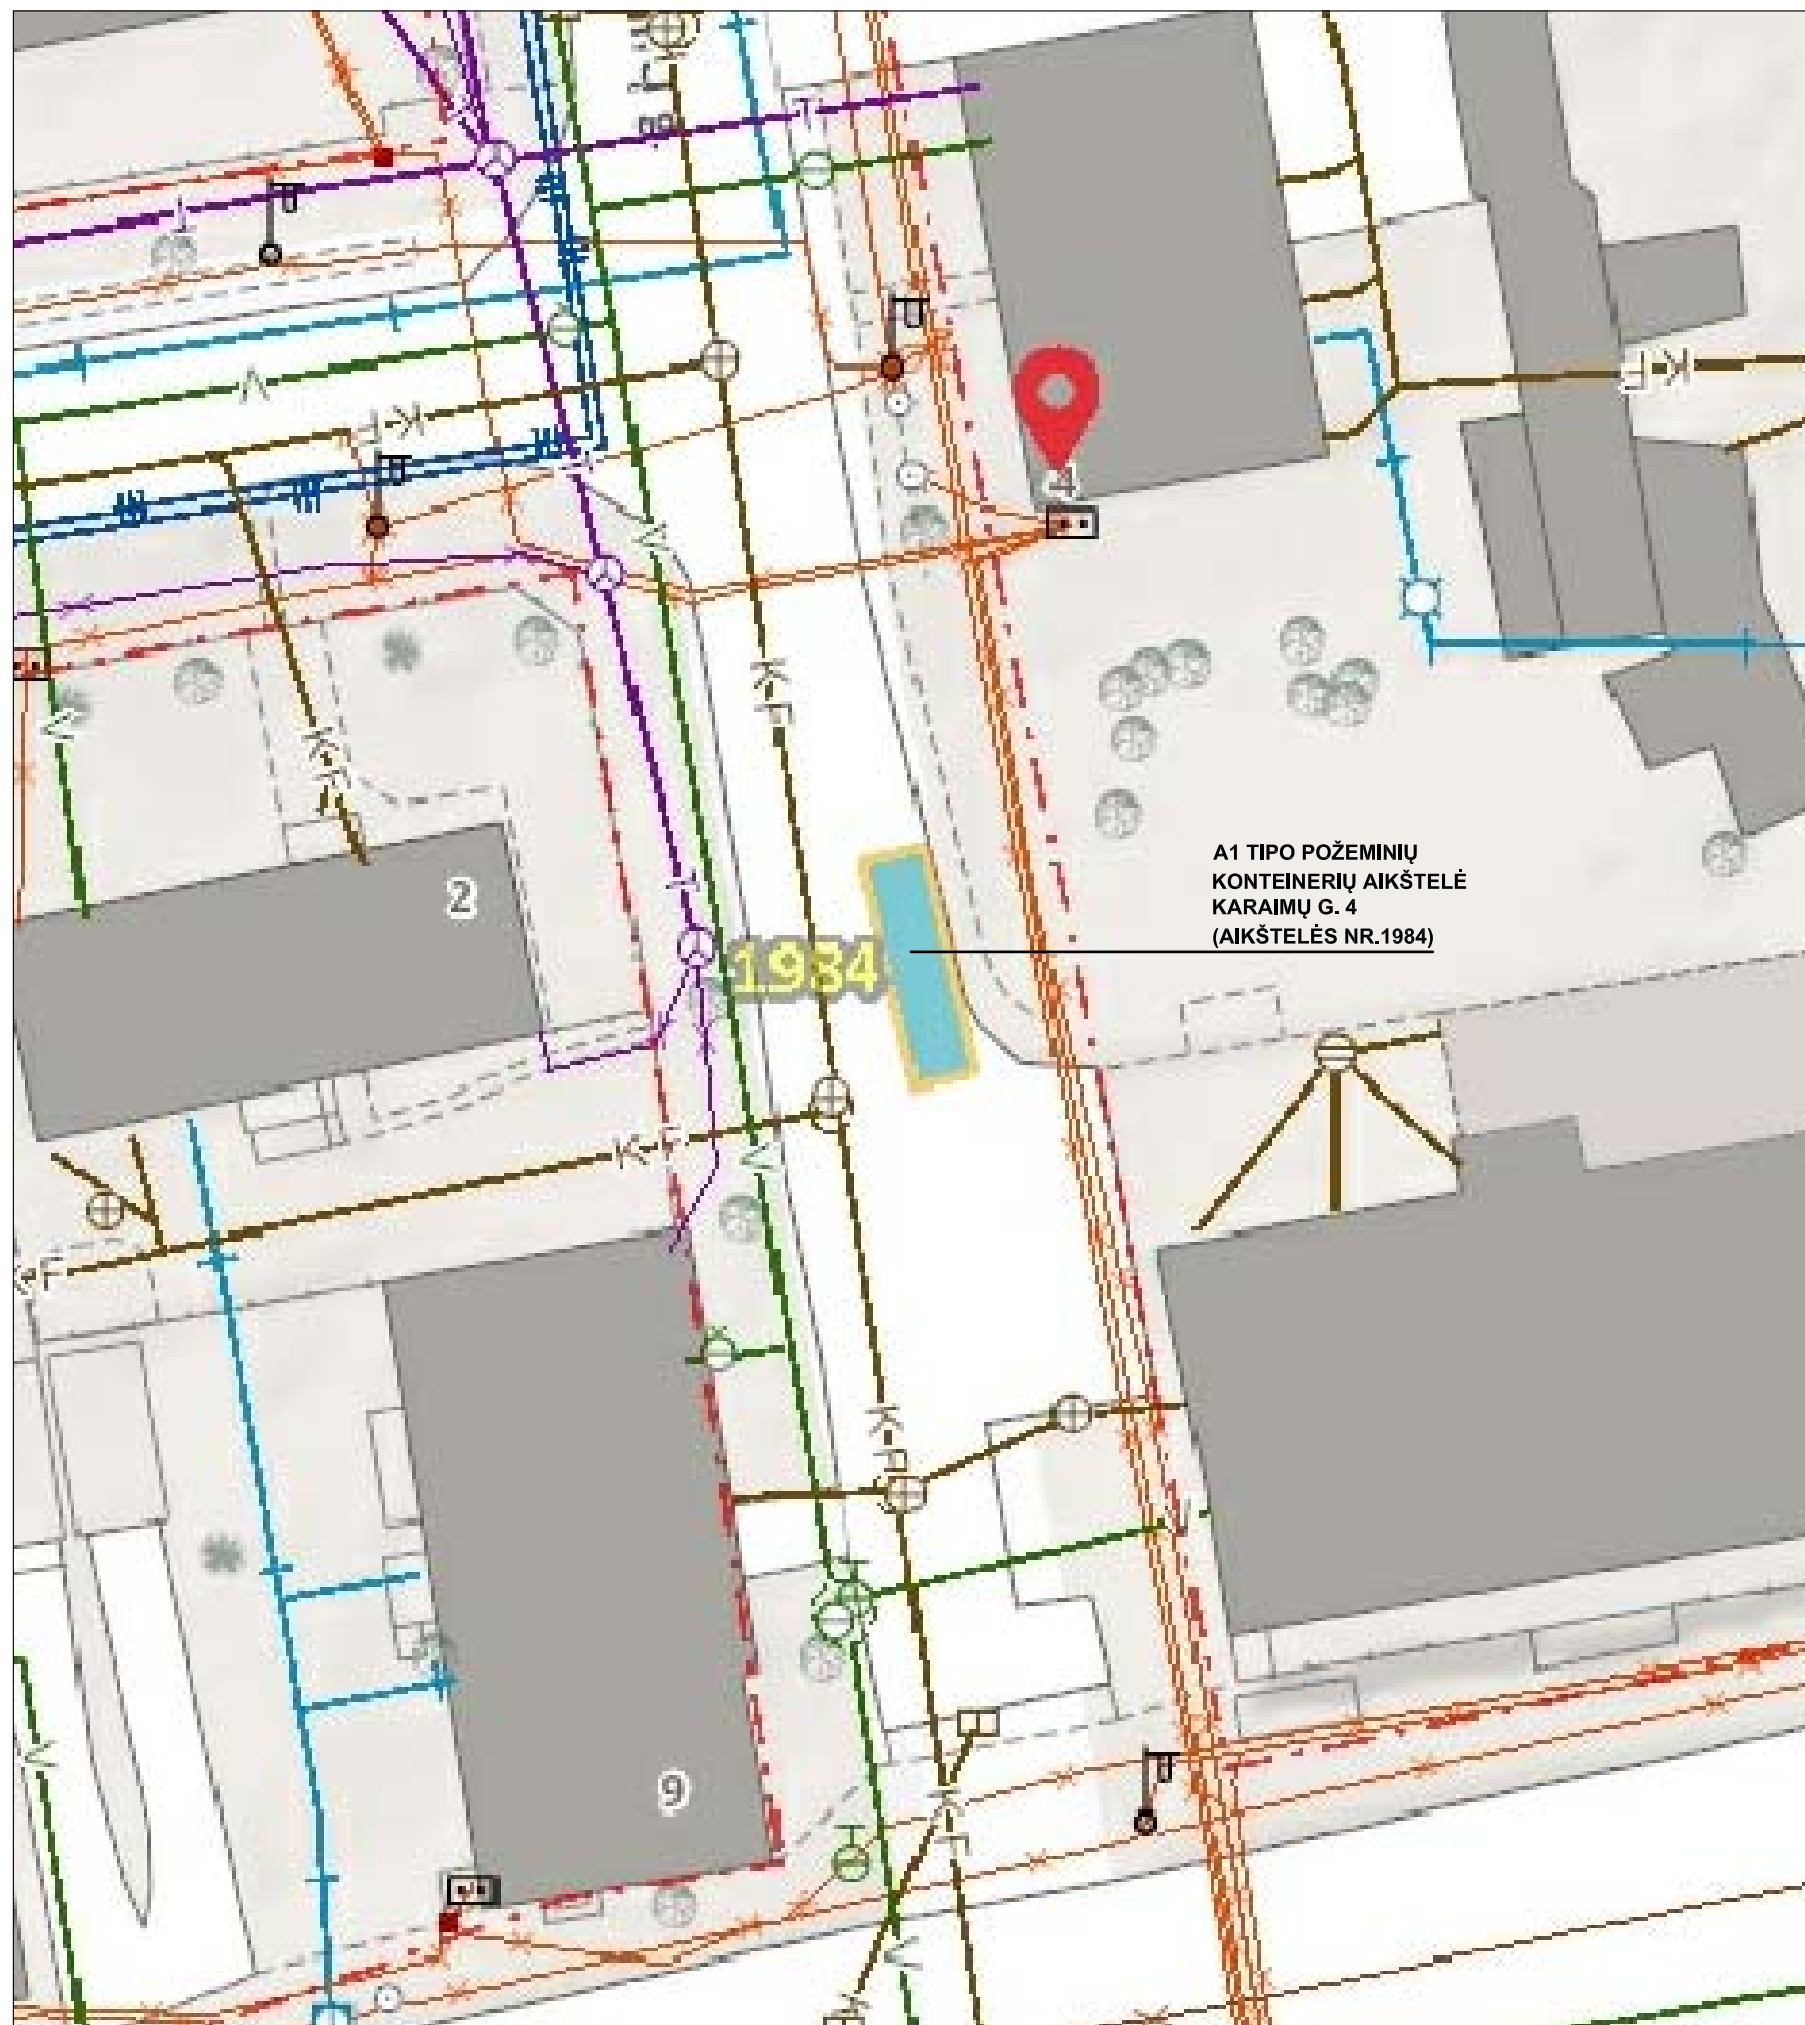 V
K-F
4
V
K-F
V
K-F
A1 TIPO POŽEMINIŲ
KONTEINERIŲ AIKŠTELĖ
KARAIMŲ G. 4
(AIKŠTELĖS NR.1984)
2
1984
V
K-F
K-F
V
9
V